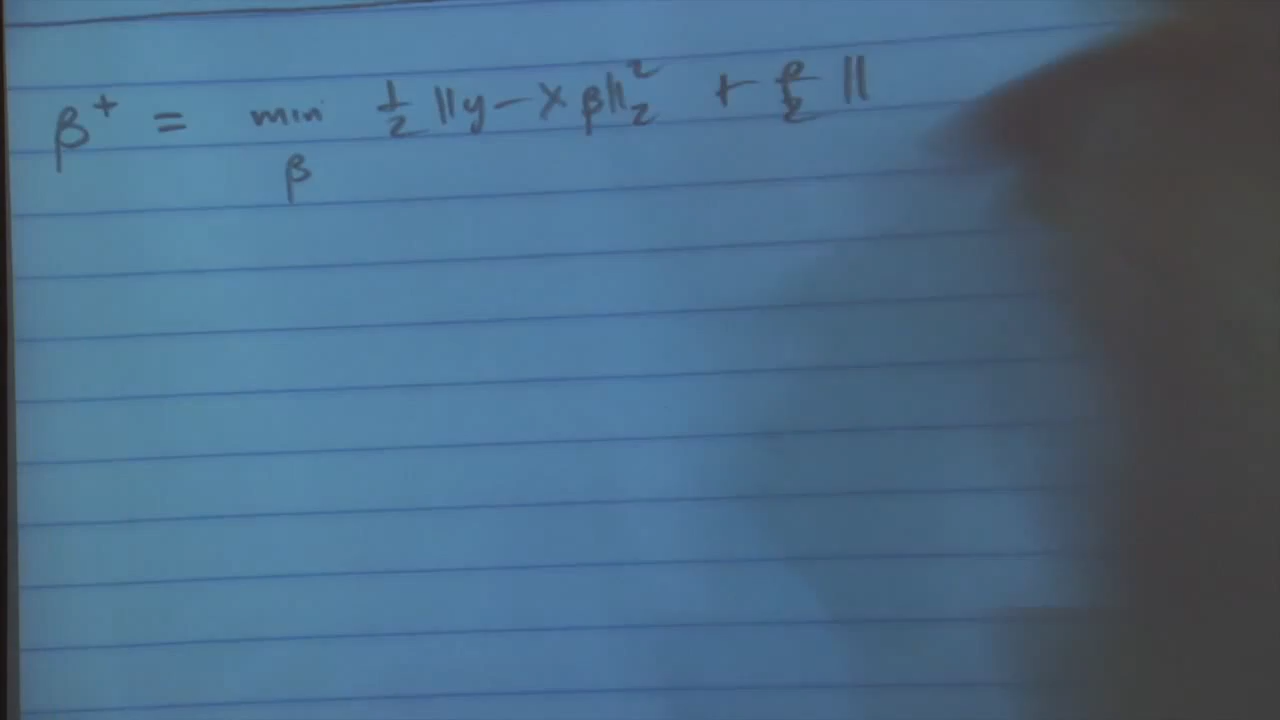 β⁺ = min 1/2 ||y − Xβ||₂² + ρ/2 ||
β